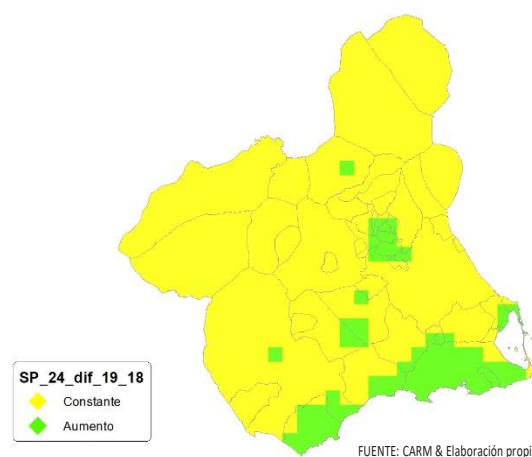 SP_24_dif_19_18
Constante
Aumento
FUENTE: CARM & Elaboración propi